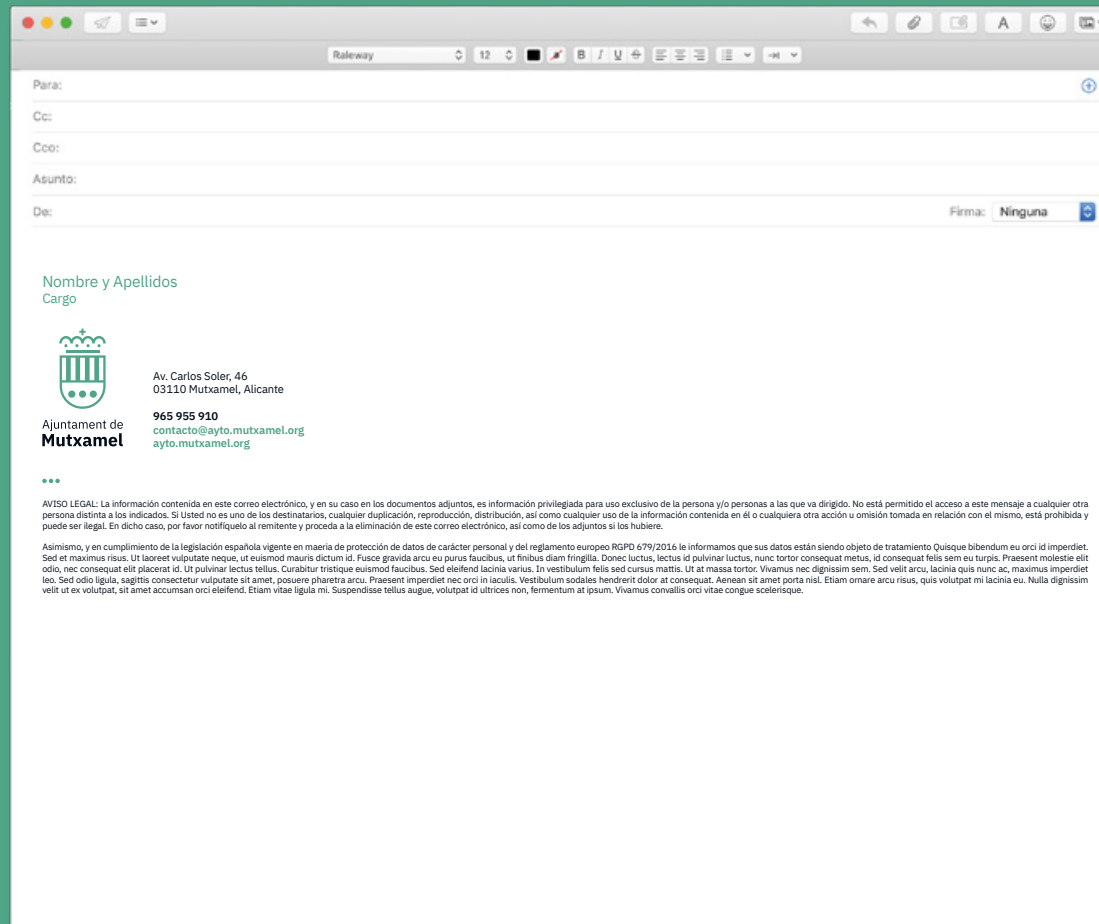 Raleway 12 B I U S
A
Para:
Cc:
Cco:
Asunto:
De: Firma: Ninguna
Nombre y Apellidos
Cargo
Ajuntament de
Mutxamel
Av. Carlos Soler, 46
03110 Mutxamel, Alicante
965 955 910
contacto@ayto.mutxamel.org
ayto.mutxamel.org
AVISO LEGAL: La información contenida en este correo electrónico, y en su caso en los documentos adjuntos, es información privilegiada para uso exclusivo de la persona y/o personas a las que va dirigido. No está permitido el acceso a este mensaje a cualquier otra
persona distinta a los indicados. Si Usted no es uno de los destinatarios, cualquier duplicación, reproducción, distribución, así como cualquier uso de la información contenida en él o cualquiera otra acción u omisión tomada en relación con el mismo, está prohibida y
puede ser ilegal. En dicho caso, por favor notifíquelo al remitente y proceda a la eliminación de este correo electrónico, así como de los adjuntos si los hubiere.
Asimismo, y en cumplimiento de la legislación española vigente en maeria de protección de datos de carácter personal y del reglamento europeo RGPD 679/2016 le informamos que sus datos están siendo objeto de tratamiento Quisque bibendum eu orci id imperdiet.
Sed et maximus risus. Ut laoreet vulputate neque, ut euismod mauris dictum id. Fusce gravida arcu eu purus faucibus, ut finibus diam fringilla. Donec luctus, lectus id pulvinar luctus, nunc tortor consequat metus, id consequat felis sem eu turpis. Praesent molestie elit
odio, nec consequat elit placerat id. Ut pulvinar lectus tellus. Curabitur tristique euismod faucibus. Sed eleifend lacinia varius. In vestibulum felis sed cursus mattis. Ut at massa tortor. Vivamus nec dignissim sem. Sed velit arcu, lacinia quis nunc ac, maximus imperdiet
leo. Sed odio ligula, sagittis consectetur vulputate sit amet, posuere pharetra arcu. Praesent imperdiet nec orci in iaculis. Vestibulum sodales hendrerit dolor at consequat. Aenean sit amet porta nisl. Etiam ornare arcu risus, quis volutpat mi lacinia eu. Nulla dignissim
velit ut ex volutpat, sit amet accumsan orci eleifend. Etiam vitae ligula mi. Suspendisse tellus augue, volutpat id ultrices non, fermentum at ipsum. Vivamus convallis orci vitae congue scelerisque.